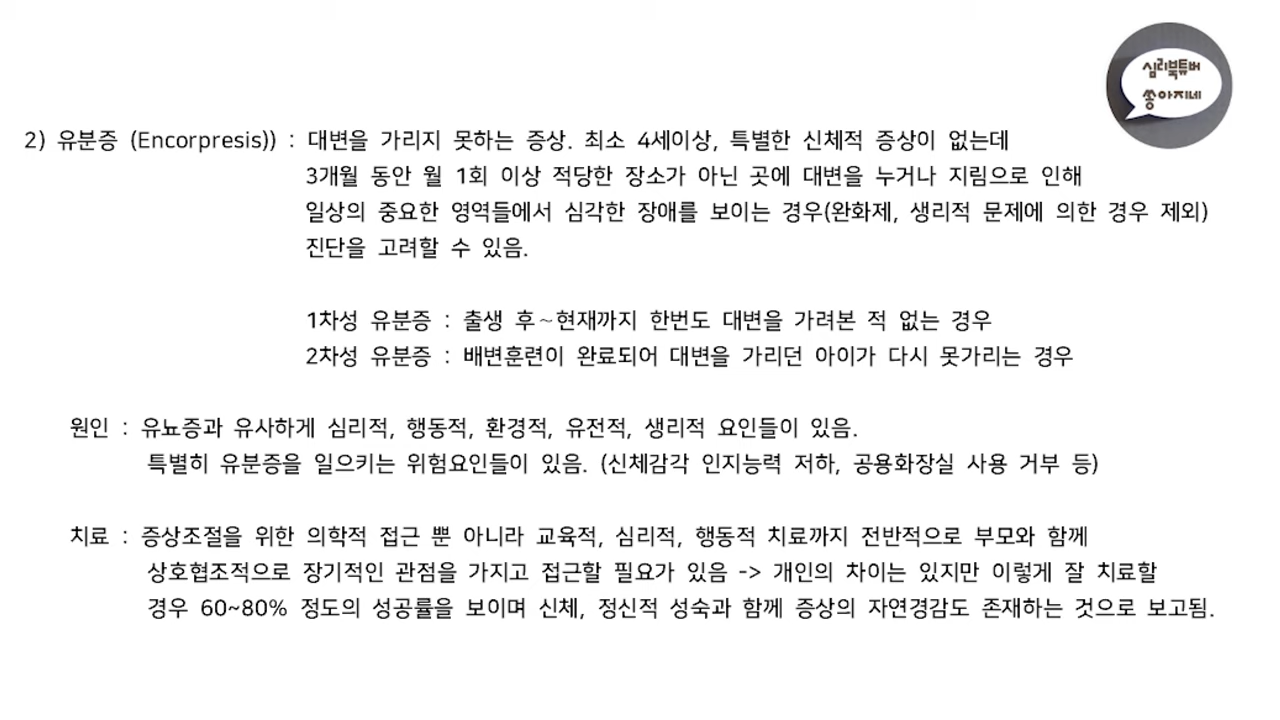 심리북튜버
쏭아지네
2) 유분증 (Encorpresis)) : 대변을 가리지 못하는 증상. 최소 4세이상, 특별한 신체적 증상이 없는데
3개월 동안 월 1회 이상 적당한 장소가 아닌 곳에 대변을 누거나 지림으로 인해
일상의 중요한 영역들에서 심각한 장애를 보이는 경우(완화제, 생리적 문제에 의한 경우 제외)
진단을 고려할 수 있음.
1차성 유분증 : 출생 후~현재까지 한번도 대변을 가려본 적 없는 경우
2차성 유분증 : 배변훈련이 완료되어 대변을 가리던 아이가 다시 못가리는 경우
원인 : 유뇨증과 유사하게 심리적, 행동적, 환경적, 유전적, 생리적 요인들이 있음.
특별히 유분증을 일으키는 위험요인들이 있음. (신체감각 인지능력 저하, 공용화장실 사용 거부 등)
치료 : 증상조절을 위한 의학적 접근 뿐 아니라 교육적, 심리적, 행동적 치료까지 전반적으로 부모와 함께
상호협조적으로 장기적인 관점을 가지고 접근할 필요가 있음 -> 개인의 차이는 있지만 이렇게 잘 치료할
경우 60~80% 정도의 성공률을 보이며 신체, 정신적 성숙과 함께 증상의 자연경감도 존재하는 것으로 보고됨.